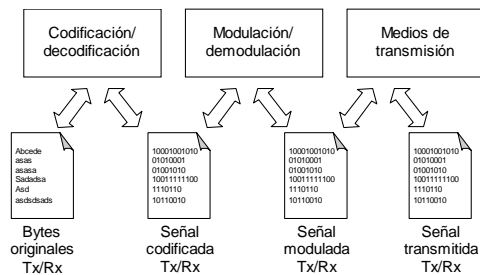 Codificación/
decodificación
Modulación/
demodulación
Medios de
transmisión
Abcede
asas
asasa
Sadadsa
Asd
asdsdsads
10001001010
01010001
01001010
10011111100
1110110
10110010
10001001010
01010001
01001010
10011111100
1110110
10110010
10001001010
01010001
01001010
10011111100
1110110
10110010
Bytes
originales
Tx/Rx
Señal
codificada
Tx/Rx
Señal
modulada
Tx/Rx
Señal
transmitida
Tx/Rx